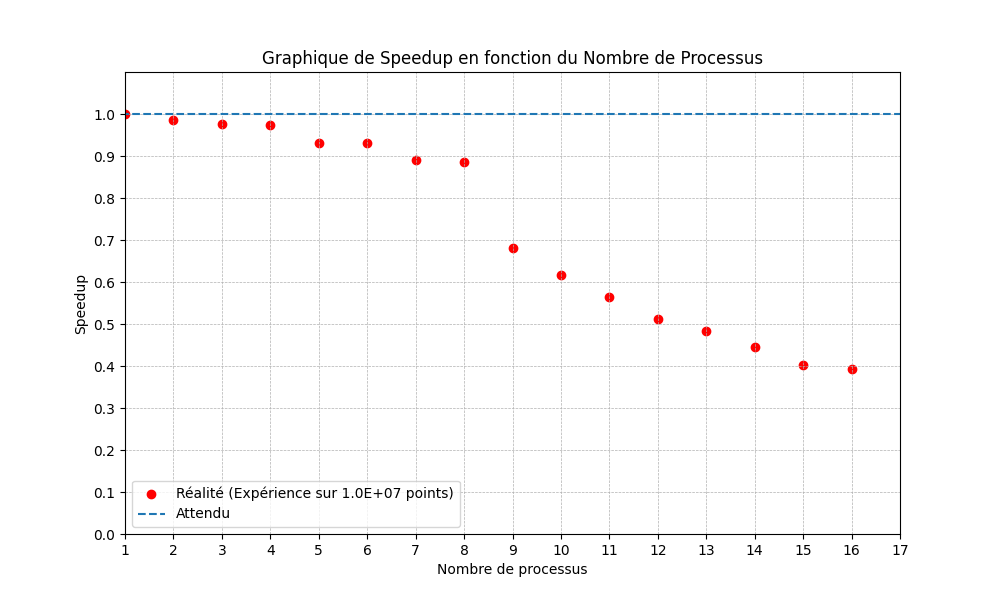 Graphique de Speedup en fonction du Nombre de Processus
Speedup
1.0
0.9
0.8
0.7
0.6
0.5
0.4
0.3
0.2
0.1
0.0
Réalité (Expérience sur 1.0E+07 points)
Attendu
1 2 3 4 5 6 7 8 9 10 11 12 13 14 15 16 17
Nombre de processus